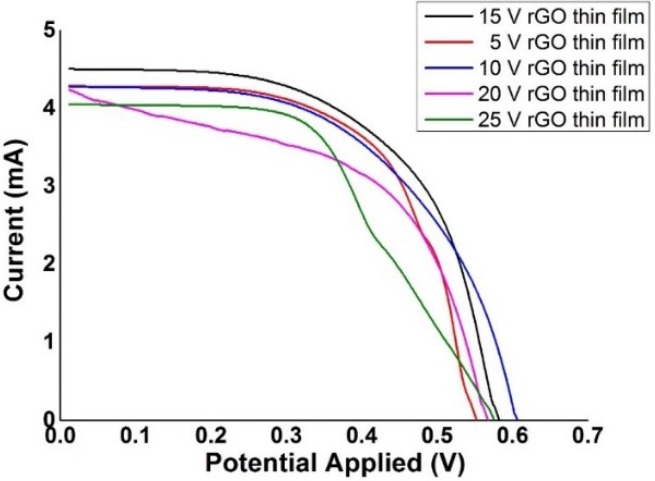 15 V rGO thin film
5 V rGO thin film
10 V rGO thin film
20 V rGO thin film
25 V rGO thin film
Current (mA)
5
4
3
2
1
0
0.0 0.1 0.2 0.3 0.4 0.5 0.6 0.7
Potential Applied (V)